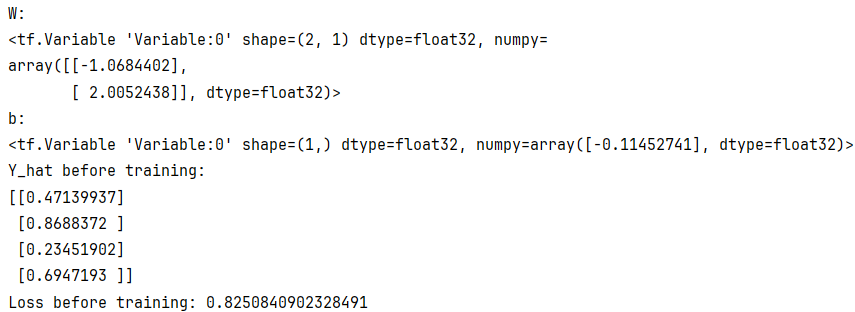 W:
<tf.Variable 'Variable:0' shape=(2, 1) dtype=float32, numpy=
array([[-1.0684402],
       [ 2.0052438]], dtype=float32)>
b:
<tf.Variable 'Variable:0' shape=(1,) dtype=float32, numpy=array([-0.11452741], dtype=float32)>
Y_hat before training:
[[0.47139937]
 [0.8688372 ]
 [0.23451902]
 [0.6947193 ]]
Loss before training: 0.8250840902328491